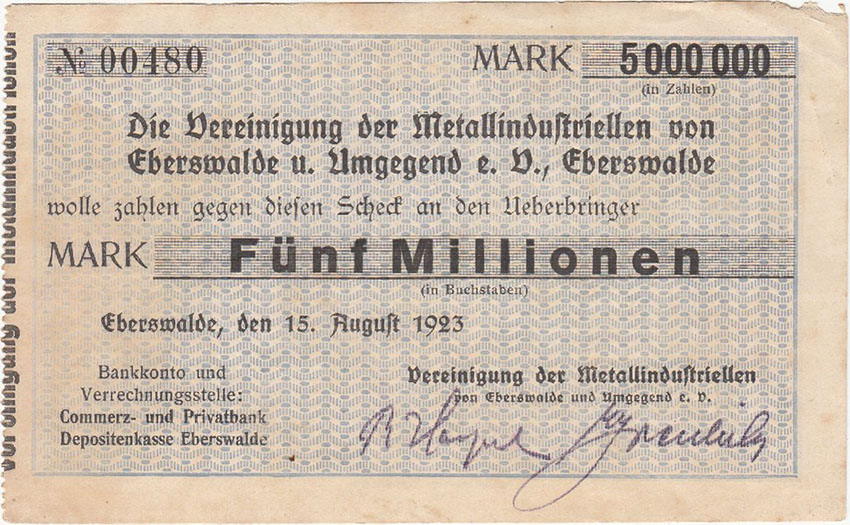 № 00480
MARK 5 000 000
(in Zahlen)
Die Vereinigung der Metallindustriellen von
Eberswalde u. Umgegend e. V., Eberswalde
wolle zahlen gegen diesen Scheck an den Ueberbringer
MARK Fünf Millionen
(in Buchstaben)
Eberswalde, den 15. August 1923
Bankkonto und
Verrechnungsstelle:
Commerz- und Privatbank
Depositenkasse Eberswalde
Vereinigung der Metallindustriellen
von Eberswalde und Umgegend e. V.